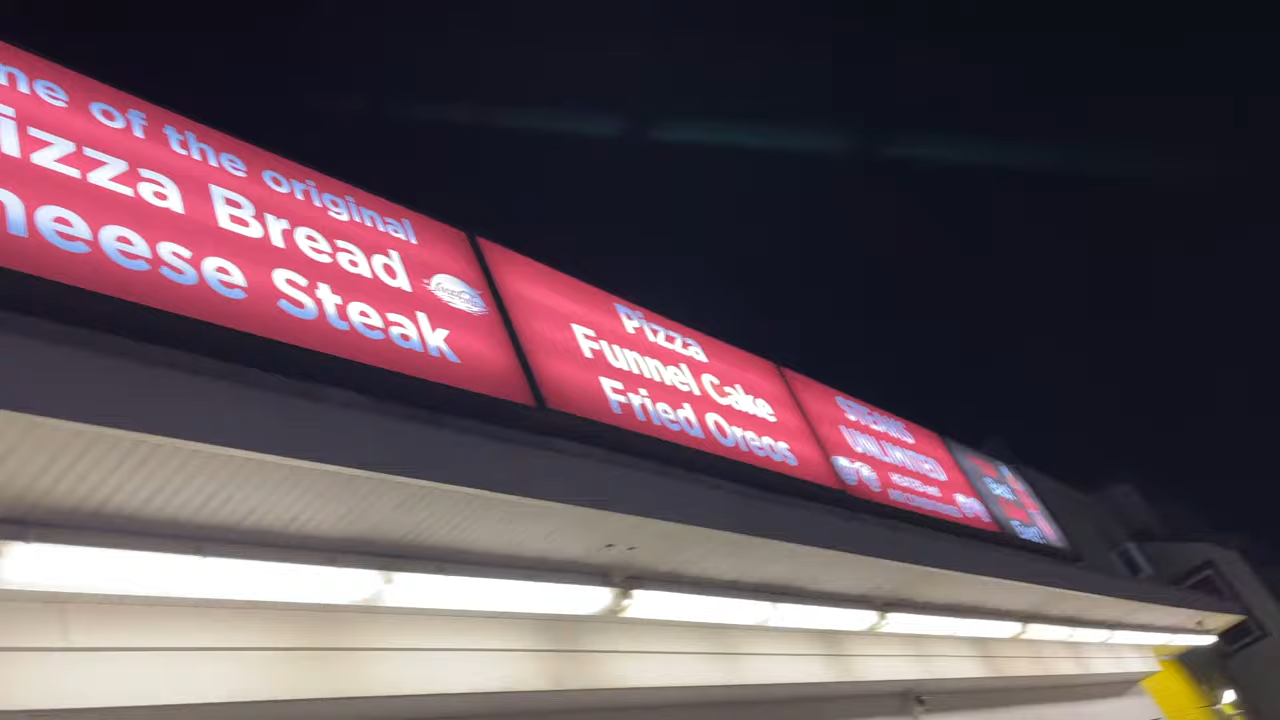 ne of the original
izza Bread
heese Steak
Pizza
Funnel Cake
Fried Oreos
STEAKS
UNLIMITED